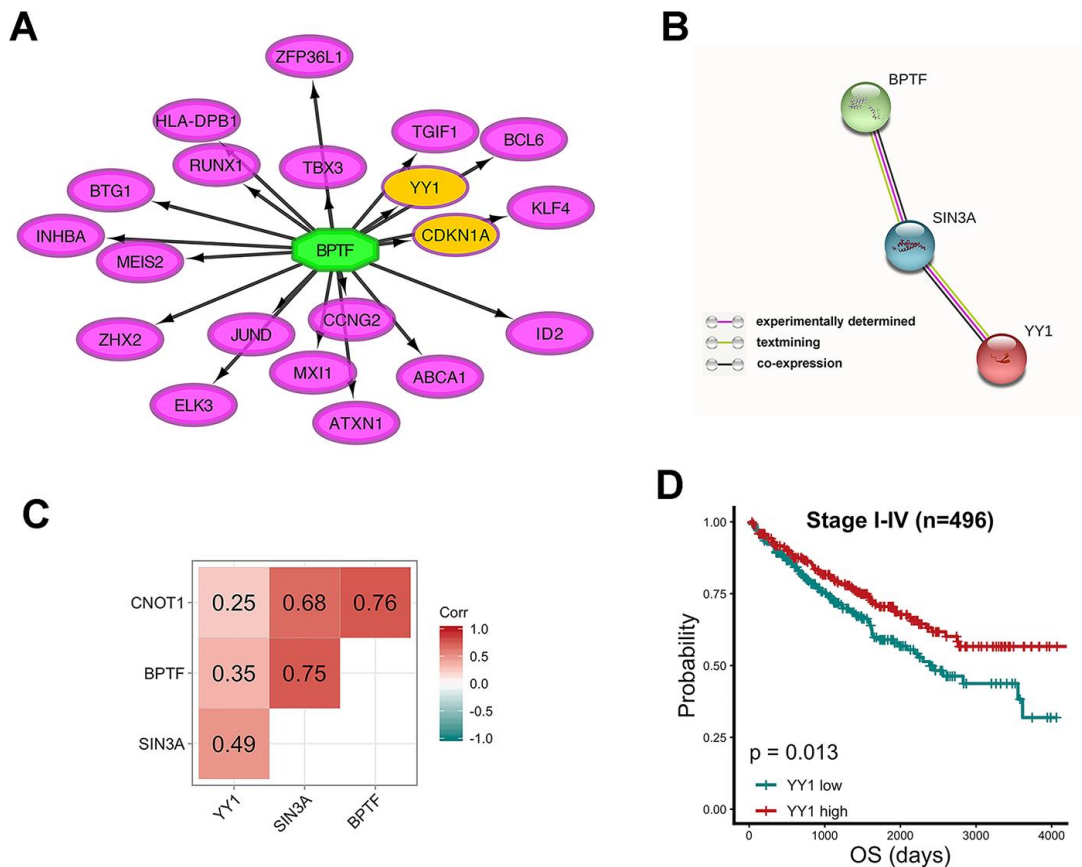 A
ZFP36L1
HLA-DPB1
TGIF1
BCL6
RUNX1
TBX3
YY1
BTG1
KLF4
INHBA
CDKN1A
BPTF
MEIS2
ZHX2
JUND
CCNG2
ID2
MXI1
ABCA1
ELK3
ATXN1
B
BPTF
SIN3A
YY1
experimentally determined
textmining
co-expression
C
CNOT1
0.25 0.68 0.76
BPTF
0.35 0.75
SIN3A
0.49
YY1
SIN3A
BPTF
Corr
1.0
0.5
0.0
-0.5
-1.0
D
Stage I-IV (n=496)
Probability
1.00
0.75
0.50
0.25
0.00
p = 0.013
YY1 low
YY1 high
0 1000 2000 3000 4000
OS (days)